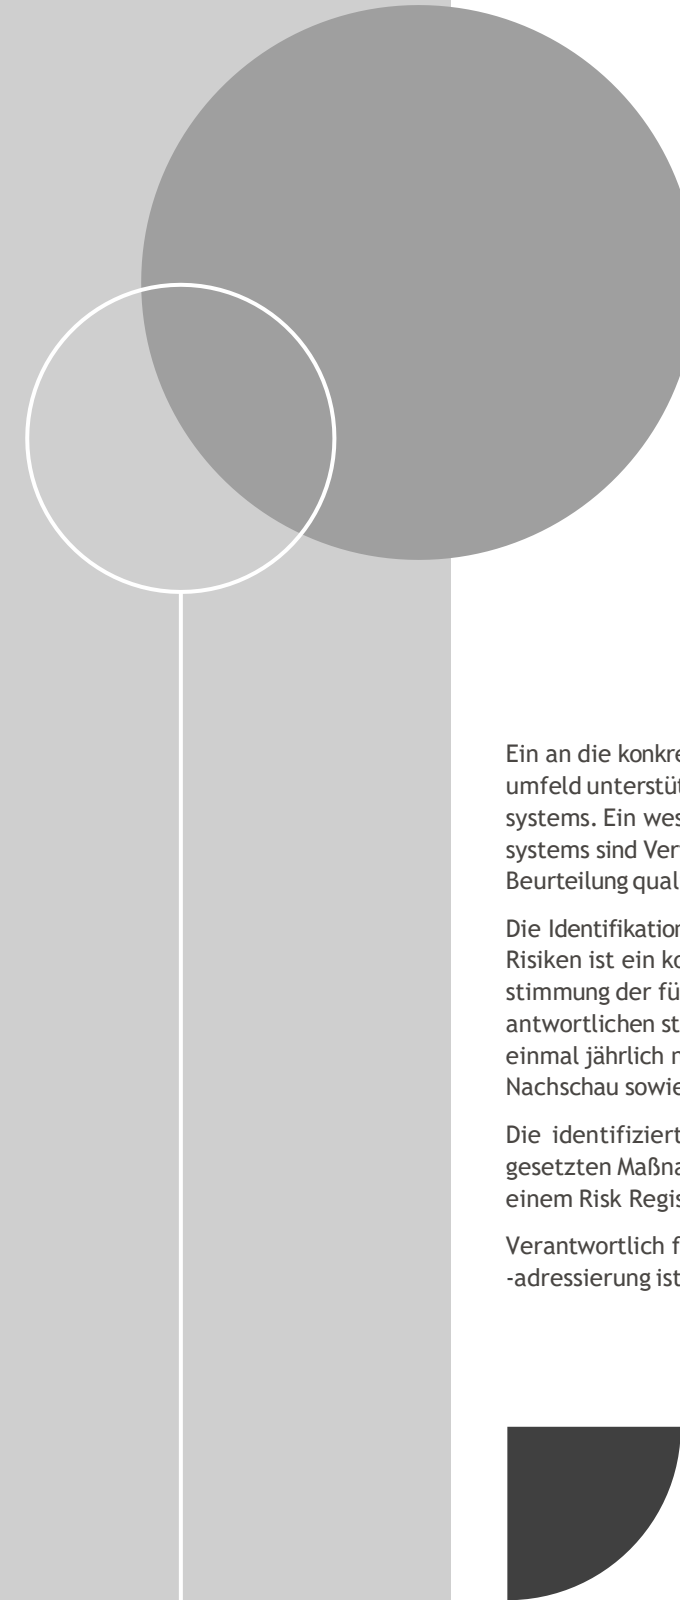 Ein an die konkre
umfeld unterstüt
systems. Ein wes
systems sind Ver
Beurteilung qual
Die Identifikation
Risiken ist ein ko
stimmung der fü
antwortlichen st
einmal jährlich n
Nachschau sowie
Die identifiziert
gesetzten Maßna
einem Risk Regis
Verantwortlich f
-adressierung ist